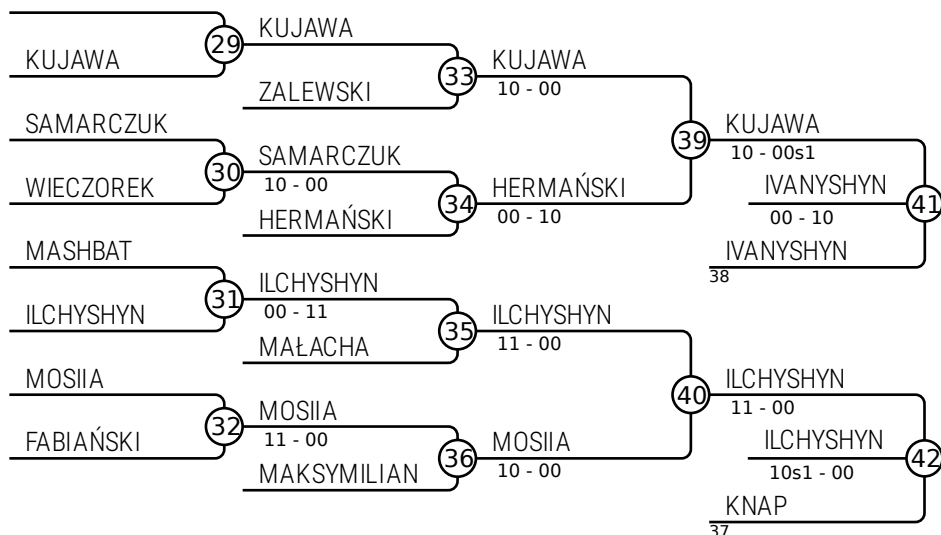 KUJAWA
29
KUJAWA
ZALEWSKI
33
KUJAWA
10 - 00
SAMARCZUK
WIECZOREK
30
SAMARCZUK
10 - 00
HERMAŃSKI
34
HERMAŃSKI
00 - 10
39
KUJAWA
10 - 00s1
IVANYSHYN
00 - 10
41
IVANYSHYN
38
MASHBAT
ILCHYSHYN
31
ILCHYSHYN
00 - 11
MAŁACHA
35
ILCHYSHYN
11 - 00
MOSIIA
FABIAŃSKI
32
MOSIIA
11 - 00
MAKSYMILIAN
36
MOSIIA
10 - 00
40
ILCHYSHYN
11 - 00
ILCHYSHYN
10s1 - 00
42
KNAP
37